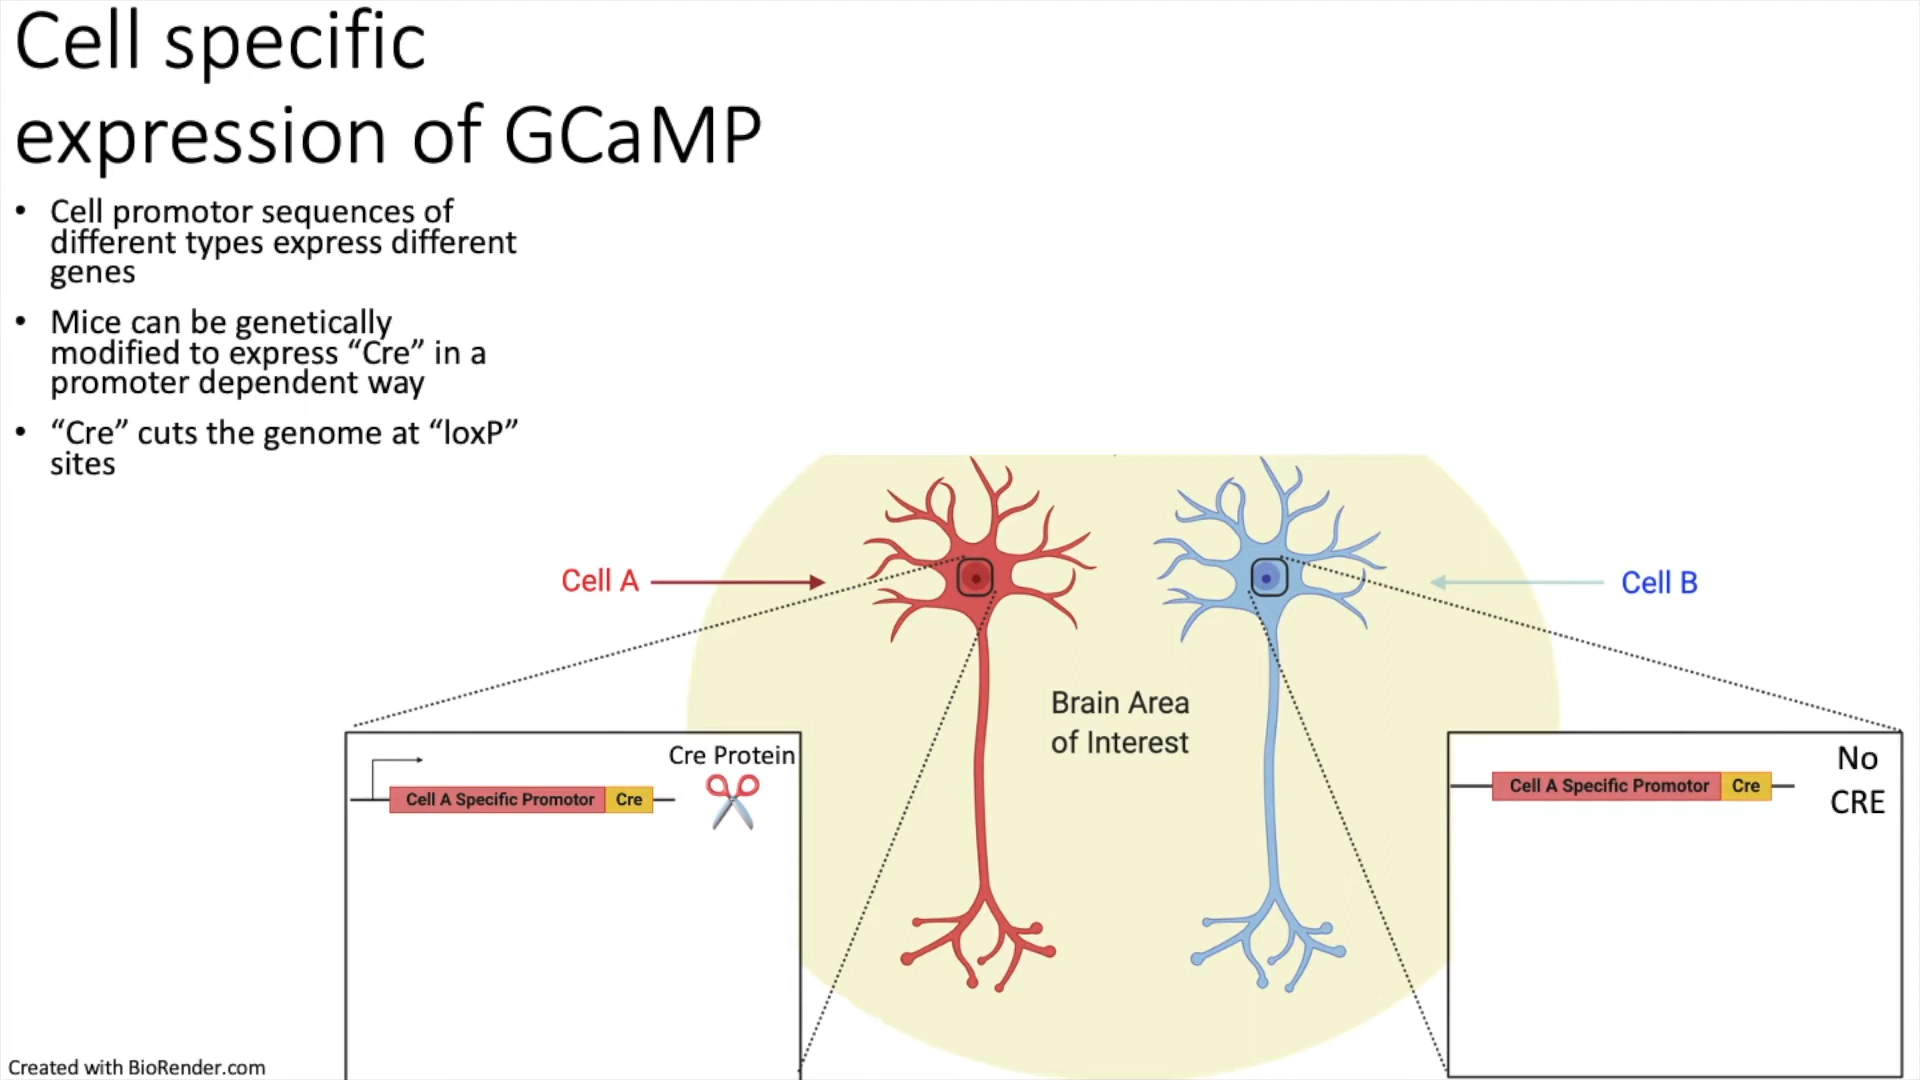 Cell specific
expression of GCaMP
• Cell promotor sequences of
different types express different
genes
• Mice can be genetically
modified to express “Cre” in a
promoter dependent way
• “Cre” cuts the genome at “loxP”
sites
Cell A
Cell B
Brain Area
of Interest
Cre Protein
Cell A Specific Promotor Cre
No
CRE
Cell A Specific Promotor Cre
Created with BioRender.com